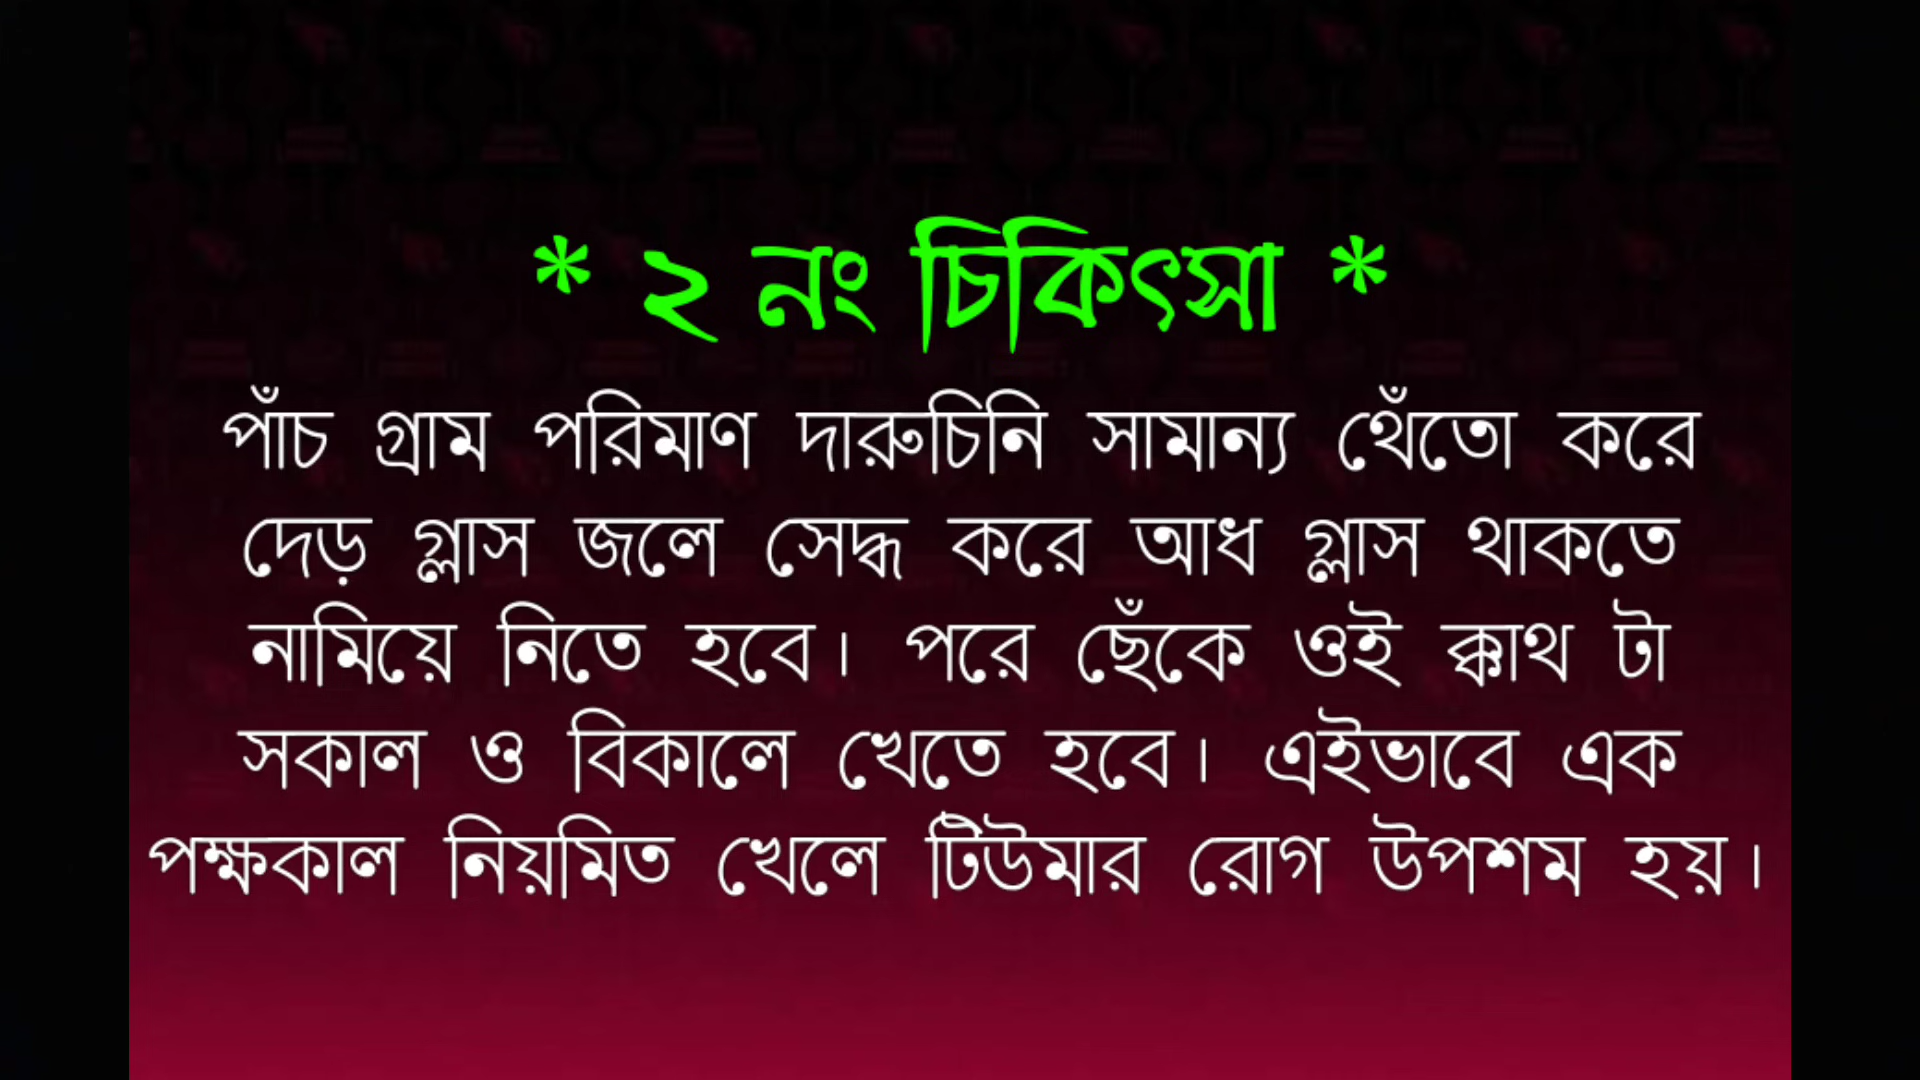 * ২ নং চিকিৎসা *
পাঁচ গ্রাম পরিমাণ দারুচিনি সামান্য থেঁতো করে
দেড় গ্লাস জলে সেদ্ধ করে আধ গ্লাস থাকতে
নামিয়ে নিতে হবে। পরে ছেঁকে ওই ক্কাথ টা
সকাল ও বিকালে খেতে হবে। এইভাবে এক
পক্ষকাল নিয়মিত খেলে টিউমার রোগ উপশম হয়।